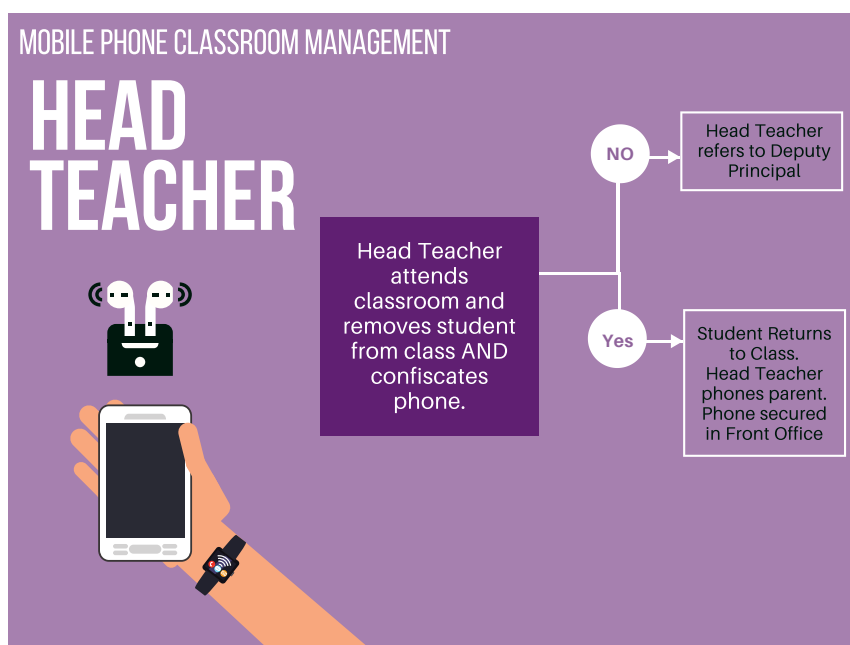 MOBILE PHONE CLASSROOM MANAGEMENT
HEAD
TEACHER
Head Teacher
attends
classroom and
removes student
from class AND
confiscates
phone.
NO
Head Teacher
refers to Deputy
Principal
Yes
Student Returns
to Class.
Head Teacher
phones parent.
Phone secured
in Front Office